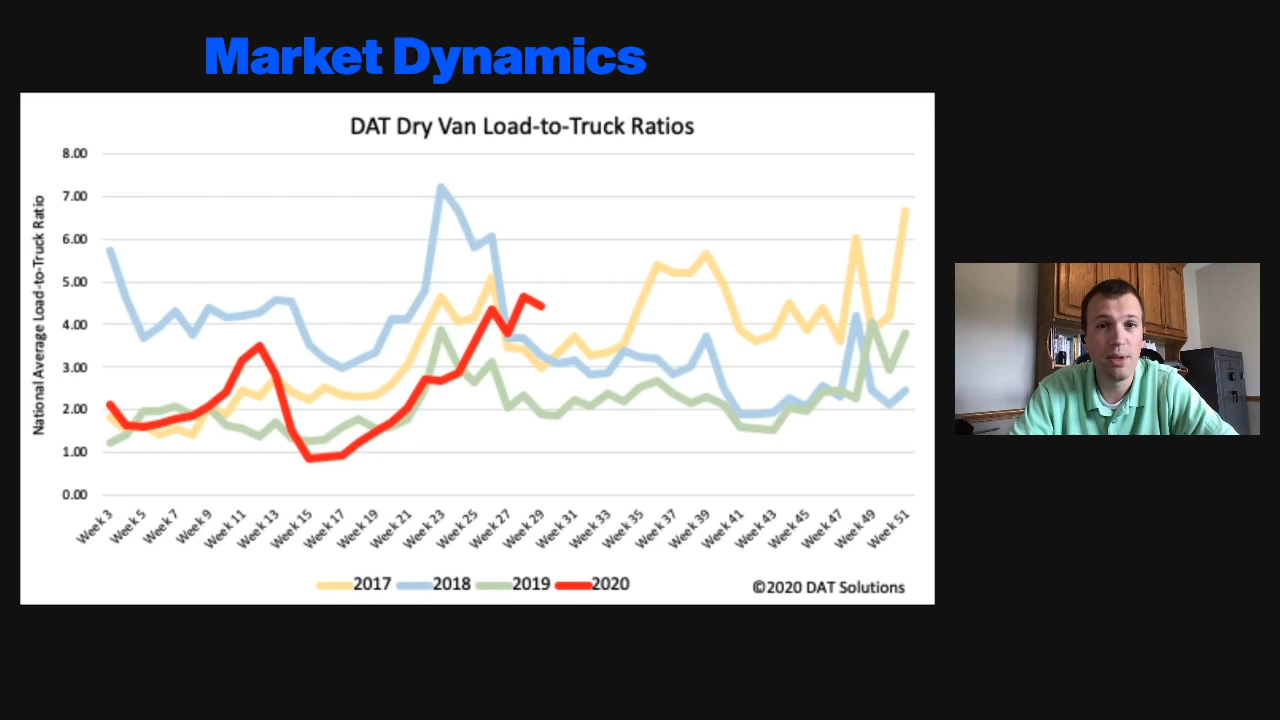 Market Dynamics
DAT Dry Van Load-to-Truck Ratios
National Average Load-to-Truck Ratio
8.00
7.00
6.00
5.00
4.00
3.00
2.00
1.00
0.00
Week 3
Week 5
Week 7
Week 9
Week 11
Week 13
Week 15
Week 17
Week 19
Week 21
Week 23
Week 25
Week 27
Week 29
Week 31
Week 33
Week 35
Week 37
Week 39
Week 41
Week 43
Week 45
Week 47
Week 49
Week 51
2017 2018 2019 2020
©2020 DAT Solutions